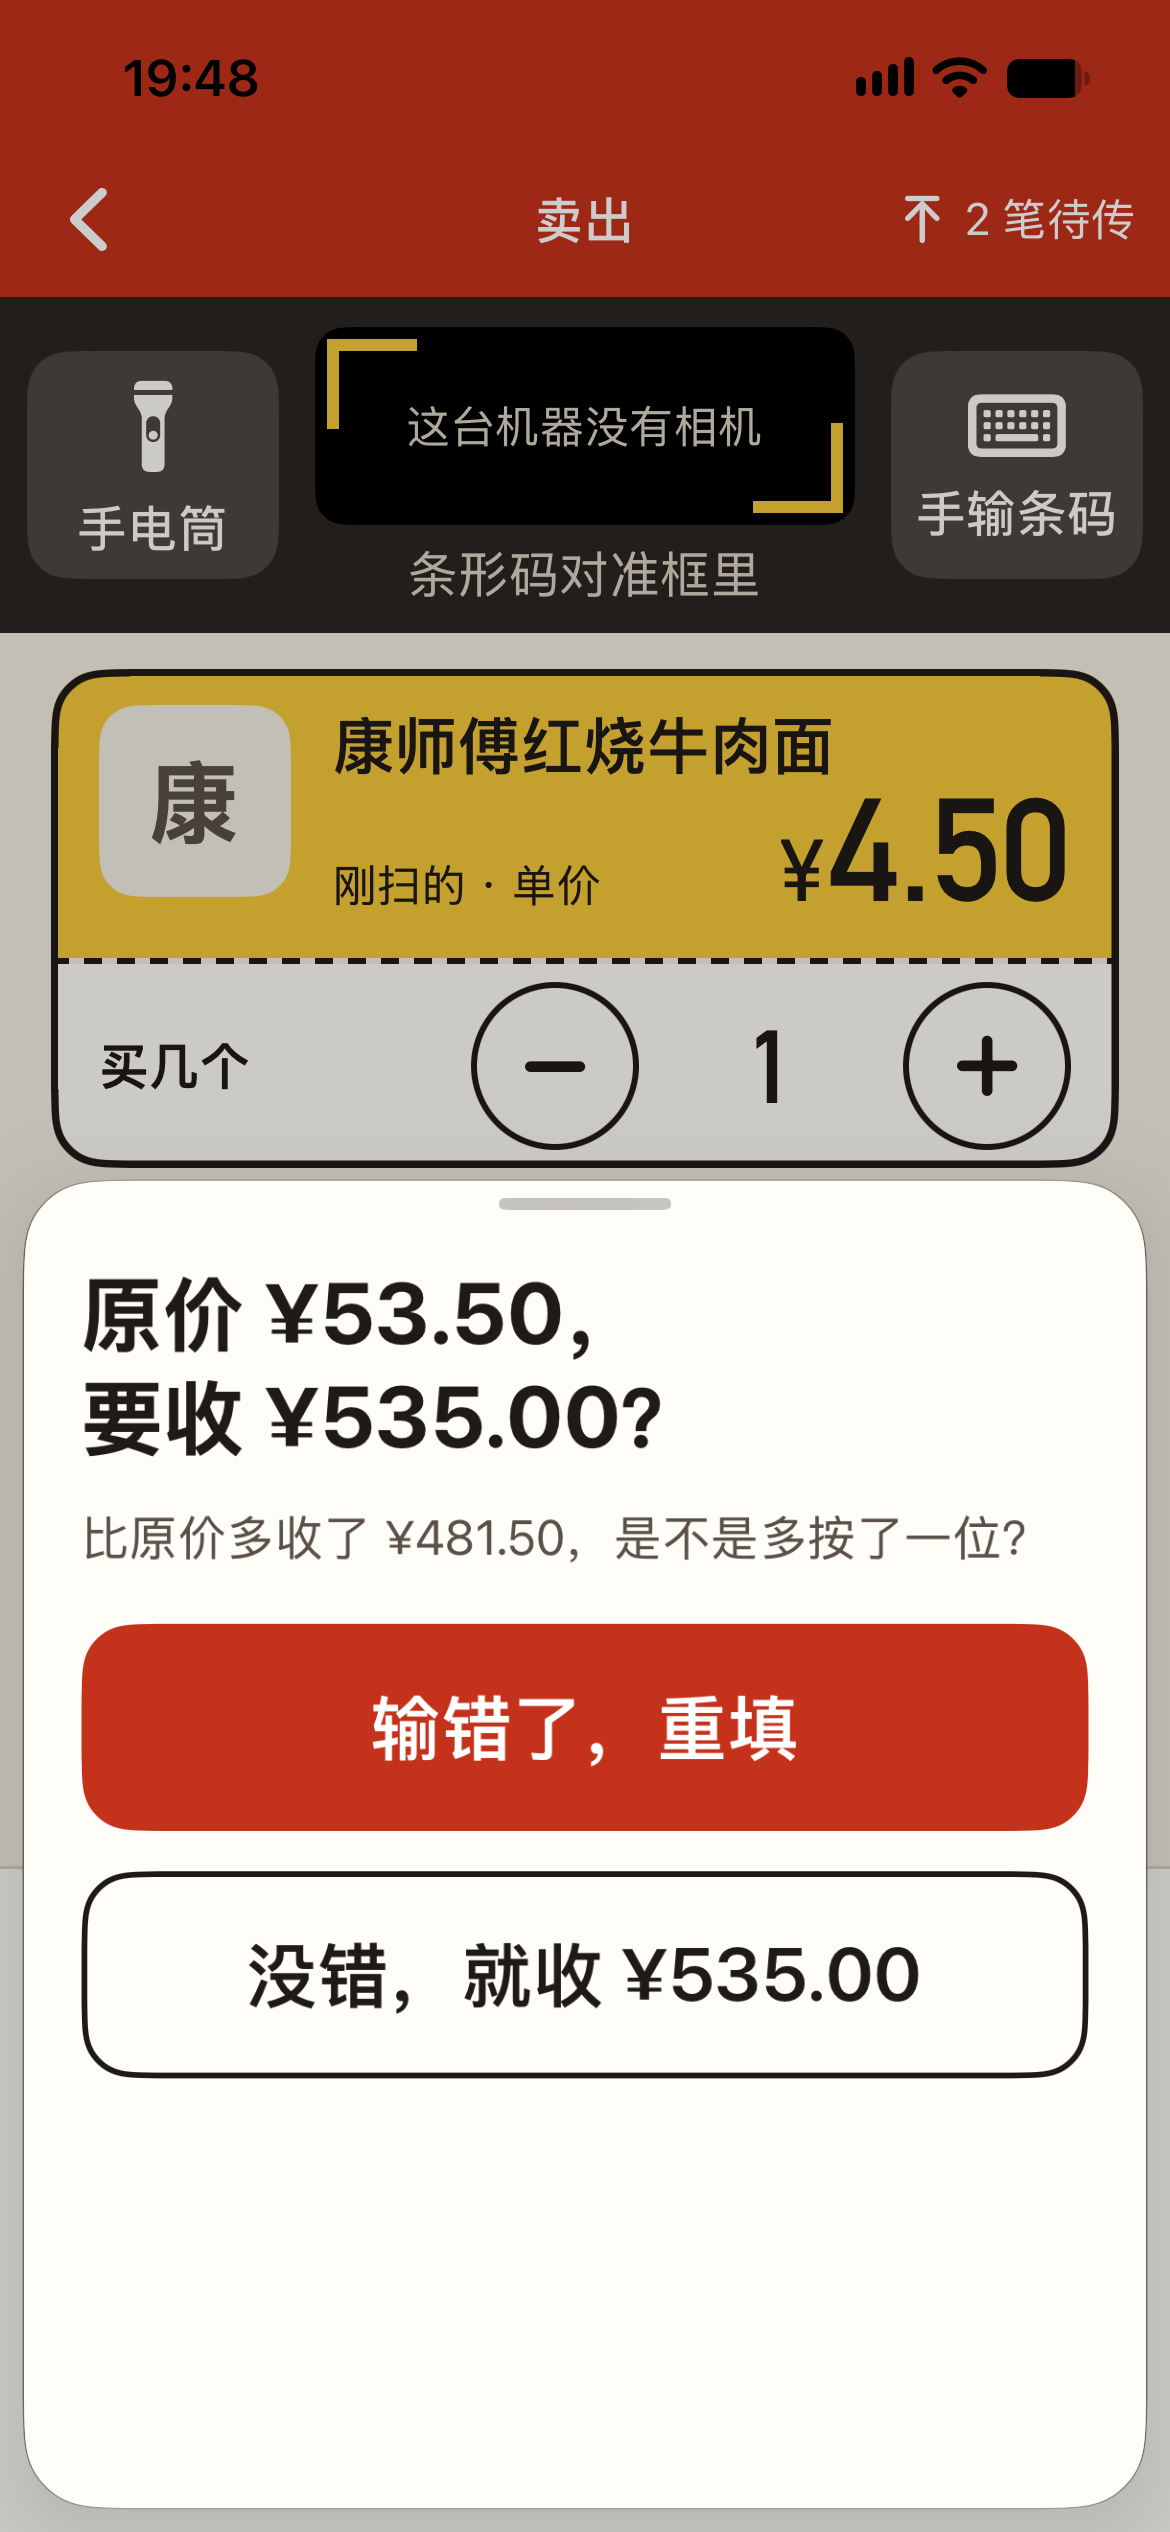 19:48
卖出
2 笔待传
手电筒
这台机器没有相机
手输条码
条形码对准框里
康
康师傅红烧牛肉面
刚扫的 · 单价
¥4.50
买几个
1
原价 ¥53.50，
要收 ¥535.00?
比原价多收了 ¥481.50，是不是多按了一位?
输错了，重填
没错，就收 ¥535.00